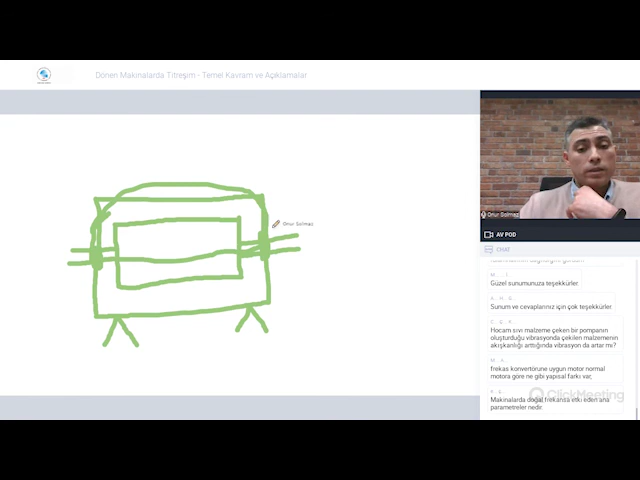 Dönen Makinalarda Titreşim - Temel Kavram ve Açıklamalar
Onur Solmaz
Onur Solmaz
AV POD
CHAT
M... İ...
Güzel sunumunuza teşekkürler.
Sunum ve cevaplarınız için çok teşekkürler.
Hocam sıvı malzeme çeken bir pompanın
oluşturduğu vibrasyonda çekilen malzemenin
akışkanlığı arttığında vibrasyon da artar mı?
frekas konvertörune uygun motor normal
motora göre ne gibi yapısal farkı var,
ClickMeeting
Makinalarda doğal frekansa etki eden ana
parametreler nedir.